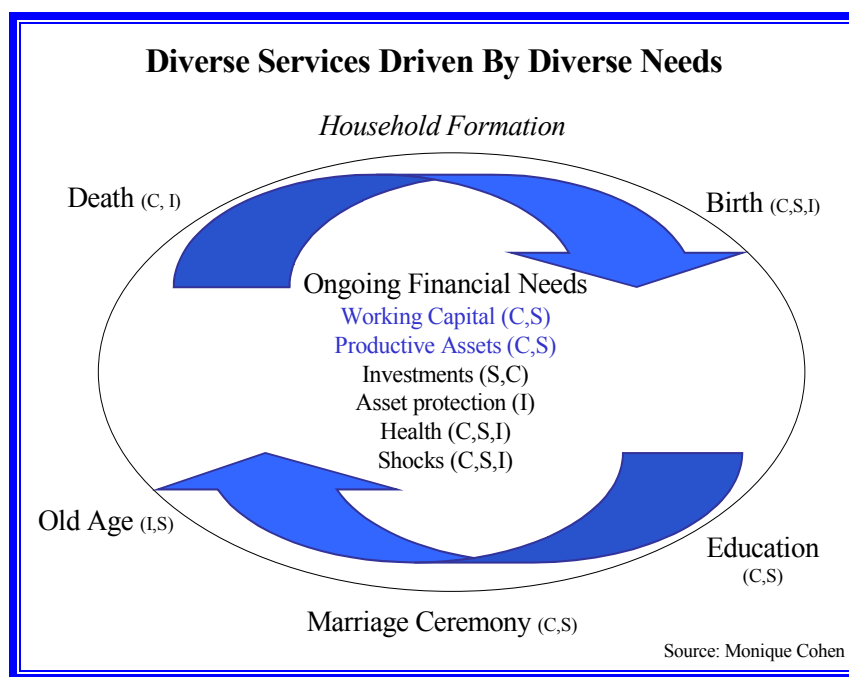 Diverse Services Driven By Diverse Needs
Household Formation
Death (C, I)
Birth (C,S,I)
Ongoing Financial Needs
Working Capital (C,S)
Productive Assets (C,S)
Investments (S,C)
Asset protection (I)
Health (C,S,I)
Shocks (C,S,I)
Old Age (I,S)
Education
(C,S)
Marriage Ceremony (C,S)
Source: Monique Cohen